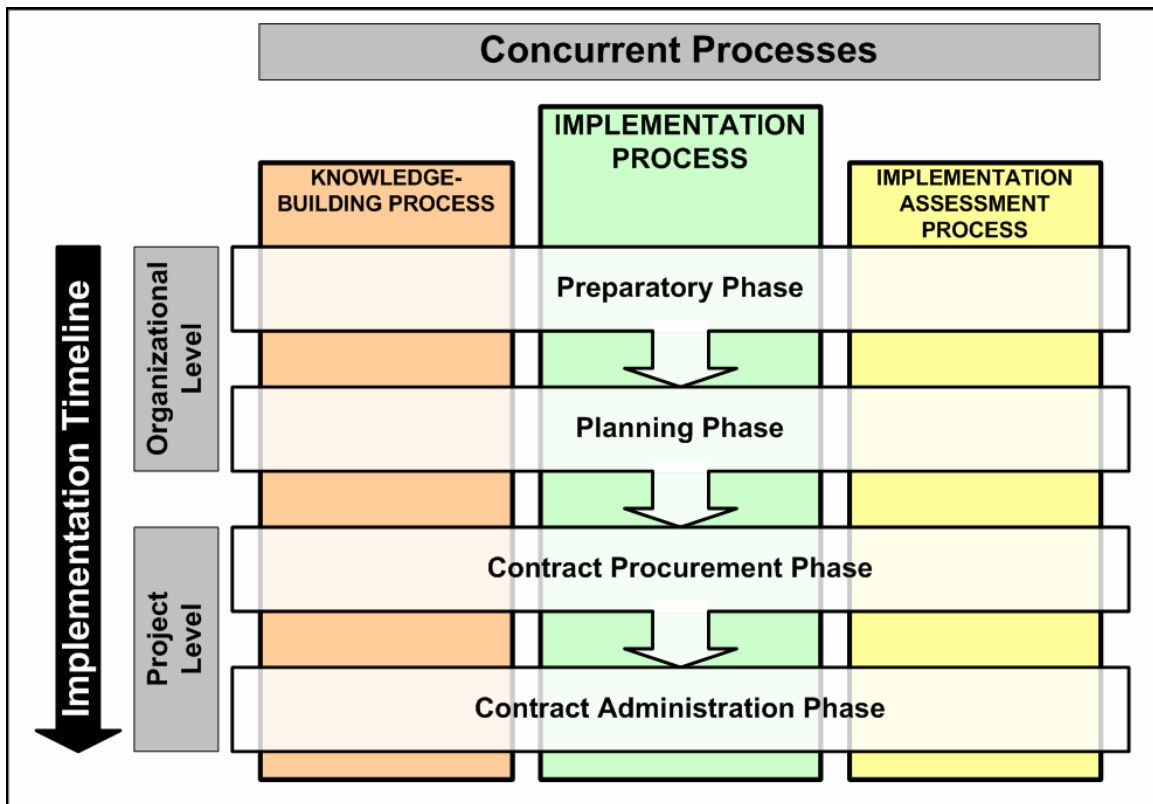 Concurrent Processes
IMPLEMENTATION
PROCESS
KNOWLEDGE-
BUILDING PROCESS
IMPLEMENTATION
ASSESSMENT
PROCESS
Implementation Timeline
Organizational
Level
Preparatory Phase
Planning Phase
Project
Level
Contract Procurement Phase
Contract Administration Phase